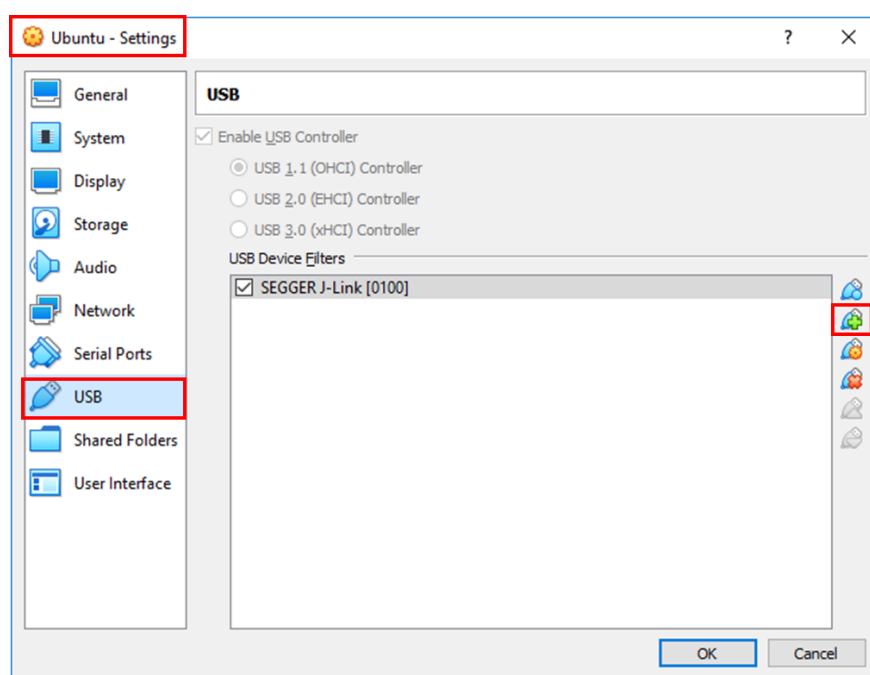 Ubuntu - Settings
?
General
System
Display
Storage
Audio
Network
Serial Ports
USB
Shared Folders
User Interface
USB
Enable USB Controller
USB 1.1 (OHCI) Controller
USB 2.0 (EHCI) Controller
USB 3.0 (xHCI) Controller
USB Device Filters
SEGGER J-Link [0100]
OK
Cancel